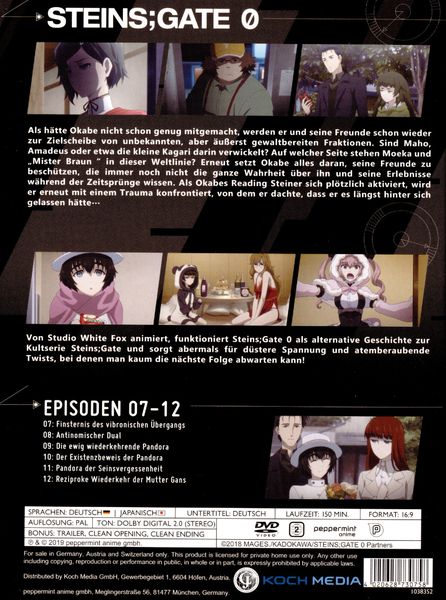 STEINS;GATE 0
Als hätte Okabe nicht schon genug mitgemacht, werden er und seine Freunde schon wieder
zur Zielscheibe von unbekannten, aber äußerst gewaltbereiten Fraktionen. Sind Maho,
Amadeus oder etwa die kleine Kagari darin verwickelt? Auf welcher Seite stehen Moeka und
„Mister Braun " in dieser Weltlinie? Erneut setzt Okabe alles daran, seine Freunde zu
beschützen, die immer noch nicht die ganze Wahrheit über ihn und seine Erlebnisse
während der Zeitsprünge wissen. Als Okabes Reading Steiner sich plötzlich aktiviert, wird
er erneut mit einem Trauma konfrontiert, von dem er dachte, dass er es längst hinter sich
gelassen hätte···
Von Studio White Fox animiert, funktioniert Steins;Gate 0 als alternative Geschichte zur
Kultserie Steins;Gate und sorgt abermals für düstere Spannung und atemberaubende
Twists, bei denen man kaum die nächste Folge abwarten kann!
EPISODEN 07-12
07: Finsternis des vibronischen Übergangs
08: Antinomischer Dual
09: Die ewig wiederkehrende Pandora
10: Der Existenzbeweis der Pandora
11: Pandora der Seinsvergessenheit
12: Reziproke Wiederkehr der Mutter Gans
SPRACHEN: DEUTSCH | JAPANISCH UNTERTITEL: DEUTSCH LAUFZEIT: 150 MIN. FORMAT: 16:9
AUFLÖSUNG: PAL TON: DOLBY DIGITAL 2.0 (STEREO)
BONUS: TRAILER, CLEAN OPENING, CLEAN ENDING
DVD VIDEO 2 peppermint anime
℗ & © 2019 peppermint anime gmbh. ©2018 MAGES./KADOKAWA/STEINS;GATE 0 Partners
For sale in Germany, Austria and Switzerland only. This product is licensed for private home use only. Any other use
including copying, reproduction or performance in public, in whole or in part, is expressly prohibited by applicable laws.
Distributed by Koch Media GmbH, Gewerbegebiet 1, 6604 Höfen, Austria.
KOCH MEDIA
peppermint anime gmbh, Meglingerstraße 56, 81477 München, Germany
4 020628 730758
1038352